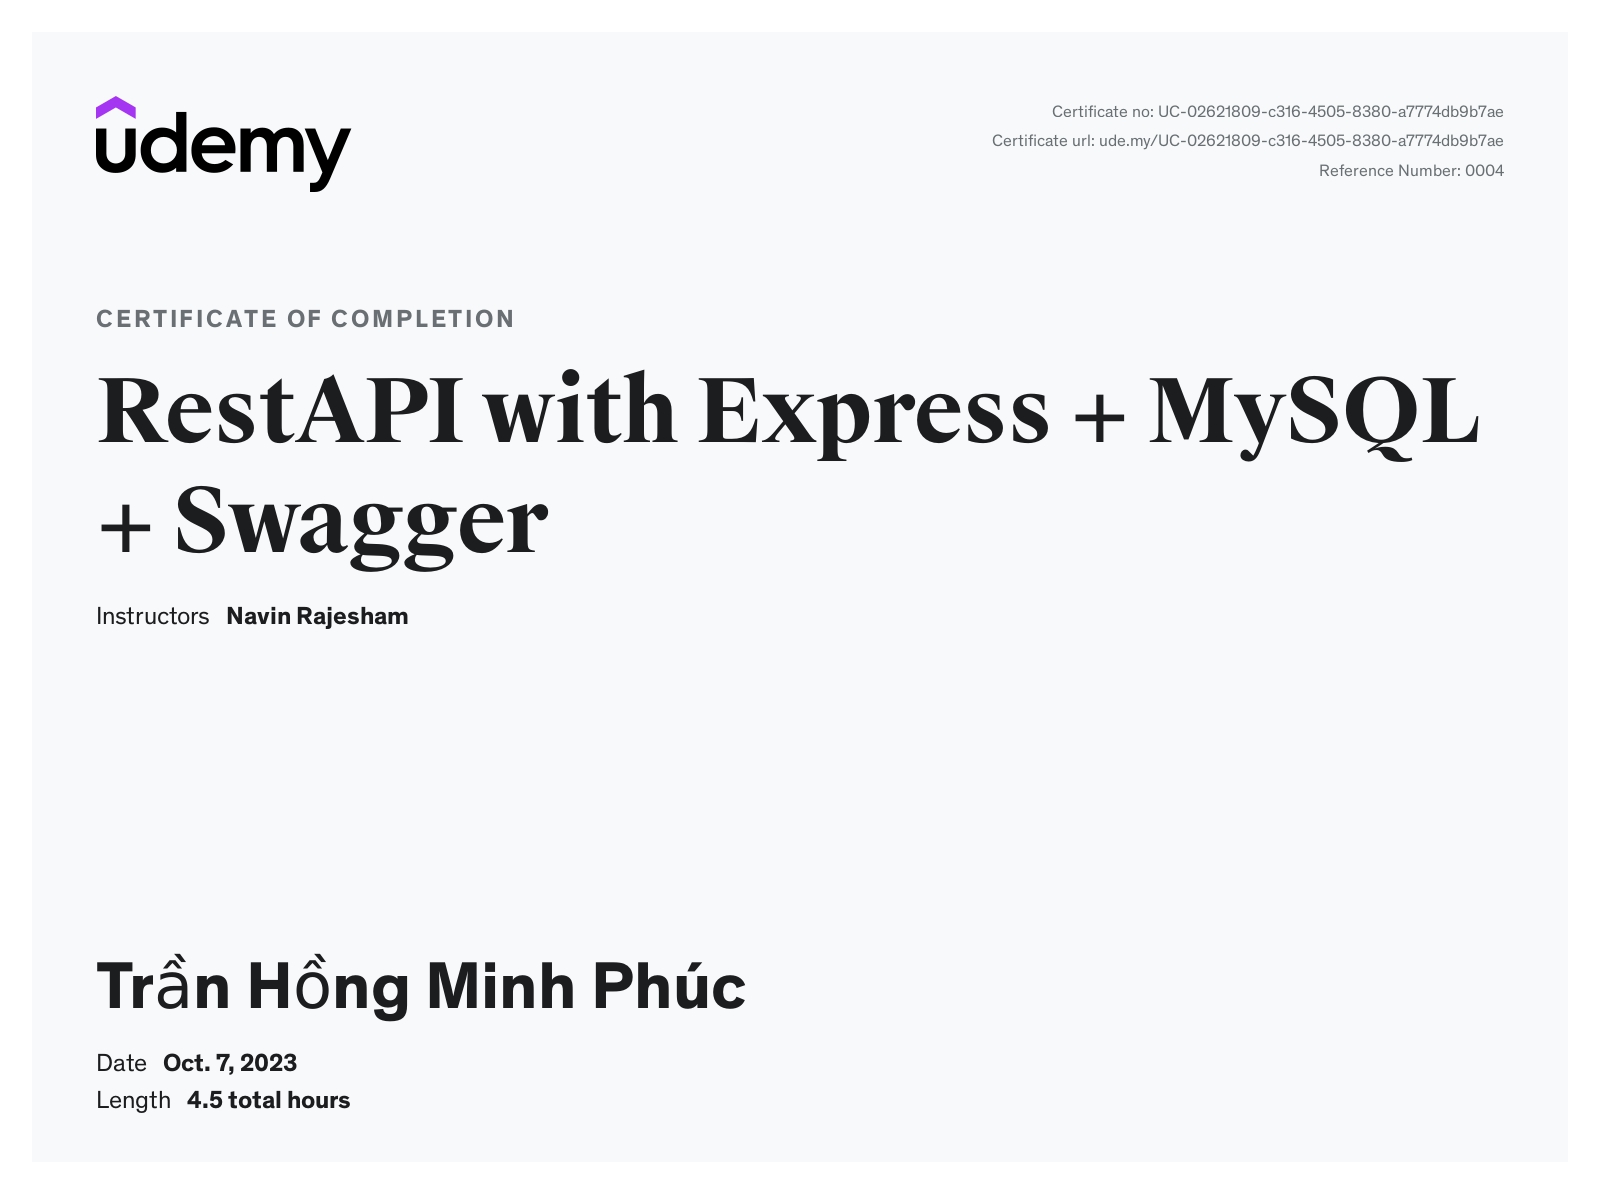 udemy
Certificate no: UC-02621809-c316-4505-8380-a7774db9b7ae
Certificate url: ude.my/UC-02621809-c316-4505-8380-a7774db9b7ae
Reference Number: 0004
CERTIFICATE OF COMPLETION
RestAPI with Express + MySQL
+ Swagger
Instructors Navin Rajesham
Trần Hồng Minh Phúc
Date Oct. 7, 2023
Length 4.5 total hours